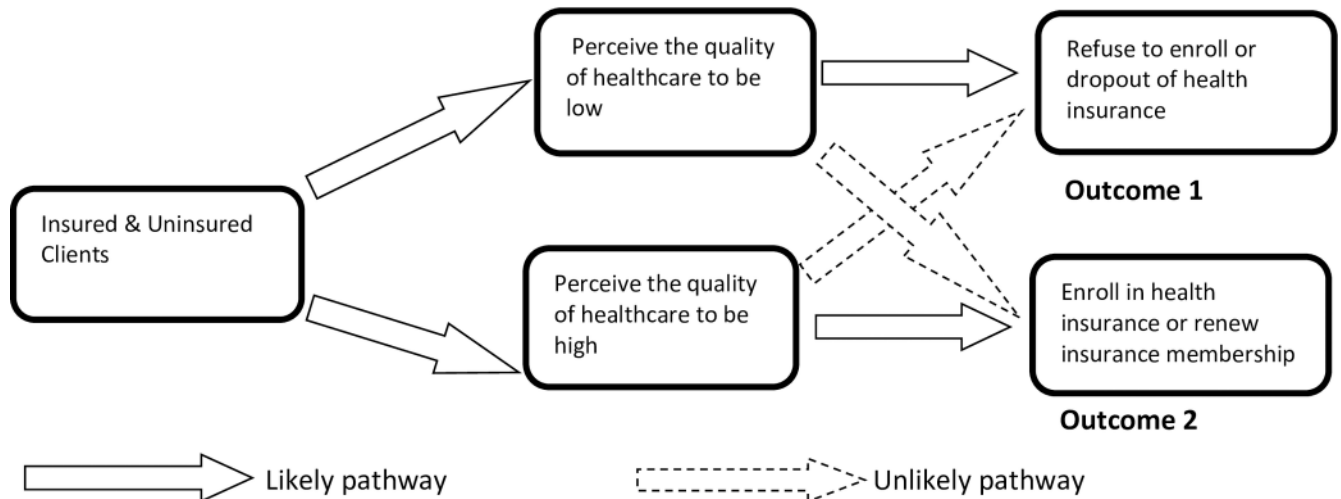 Perceive the quality
of healthcare to be
low
Refuse to enroll or
dropout of health
insurance
Outcome 1
Insured & Uninsured
Clients
Perceive the quality
of healthcare to be
high
Enroll in health
insurance or renew
insurance membership
Outcome 2
Likely pathway
Unlikely pathway